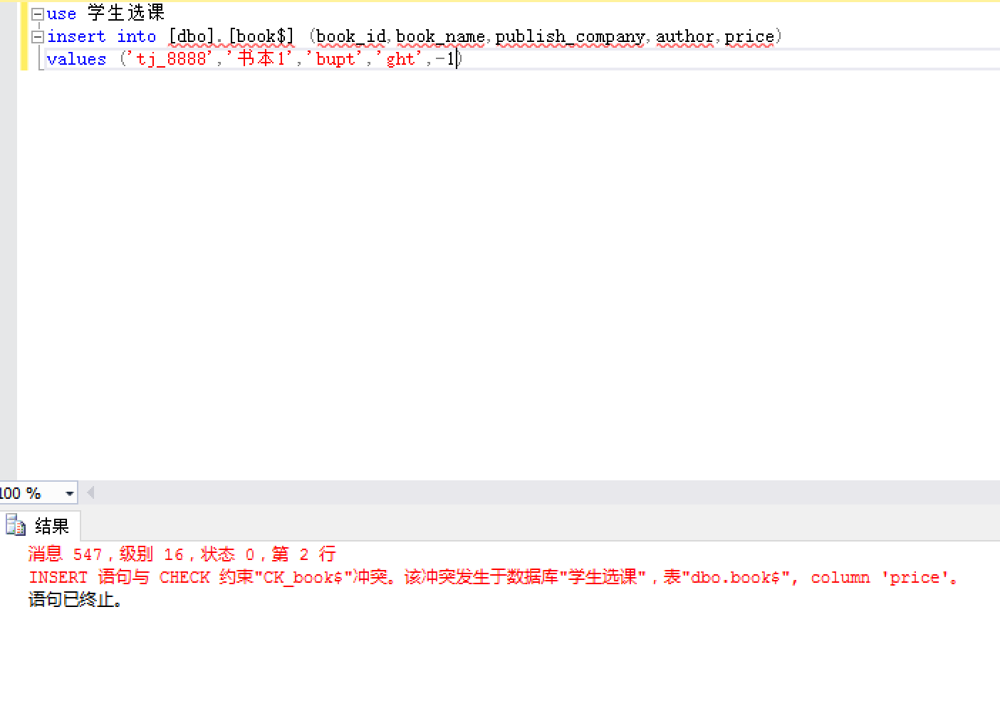 use 学生选课
insert into [dbo].[book$] (book_id,book_name,publish_company,author,price)
values ('tj_8888','书本1','bupt','ght',-1)
100 %
结果
消息 547，级别 16，状态 0，第 2 行
INSERT 语句与 CHECK 约束"CK_book$"冲突。该冲突发生于数据库"学生选课"，表"dbo.book$", column 'price'。
语句已终止。